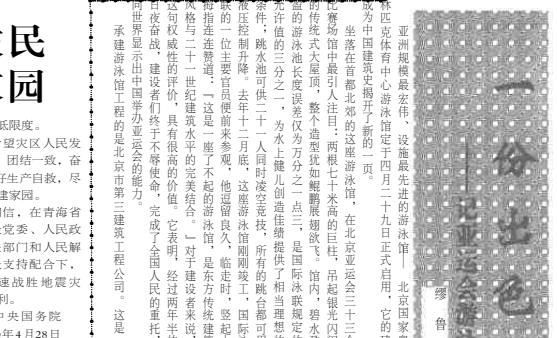 一份出色
——记亚运会游泳
缪鲁
亚洲规模最宏伟、设施最先进的游泳馆——北京国家奥
林匹克体育中心游泳馆定于四月二十九日正式启用，它的建
成为中国建筑史揭开了新的一页。
坐落在首都北郊的这座游泳馆，在北京亚运会三十三个
比赛场馆中最引人注目：两根七十米高的巨柱，吊起银光闪闪
的传统式大屋顶，整个造型犹如鲲鹏展翅欲飞。馆内，碧水盈
盈的游泳池长度误差仅为万分之一点三，是国际泳联规定的
允许值的三分之一，为水上健儿创造佳绩提供了相当理想的
条件；跳水池可供二十一人同时凌空竞技，所有的跳台都可
液压控制升降。去年十二月底，这座游泳馆刚刚竣工，国际泳
联的一位主要官员便前来参观，他逗留良久，临走时，竖起大
拇指连连赞道：“这是一座了不起的游泳馆，是东方传统建筑
风格与二十一世纪建筑水平的完美结合。”对于建设者来说，
这句权威性的评价，具有很高的价值。它表明，经过两年半的
日夜奋战，建设者们终于不辱使命，完成了全国人民的重托，
向世界显示出中国举办亚运会的能力。
承建游泳馆工程的是北京市第三建筑工程公司。这是
民
园
低限度。
望灾区人民发
团结一致，奋
好生产自救，尽
建家园。
信，在青海省
党委、人民政
部门和人民解
支持配合下，
速战胜地震灾
利。
中央国务院
年4月28日